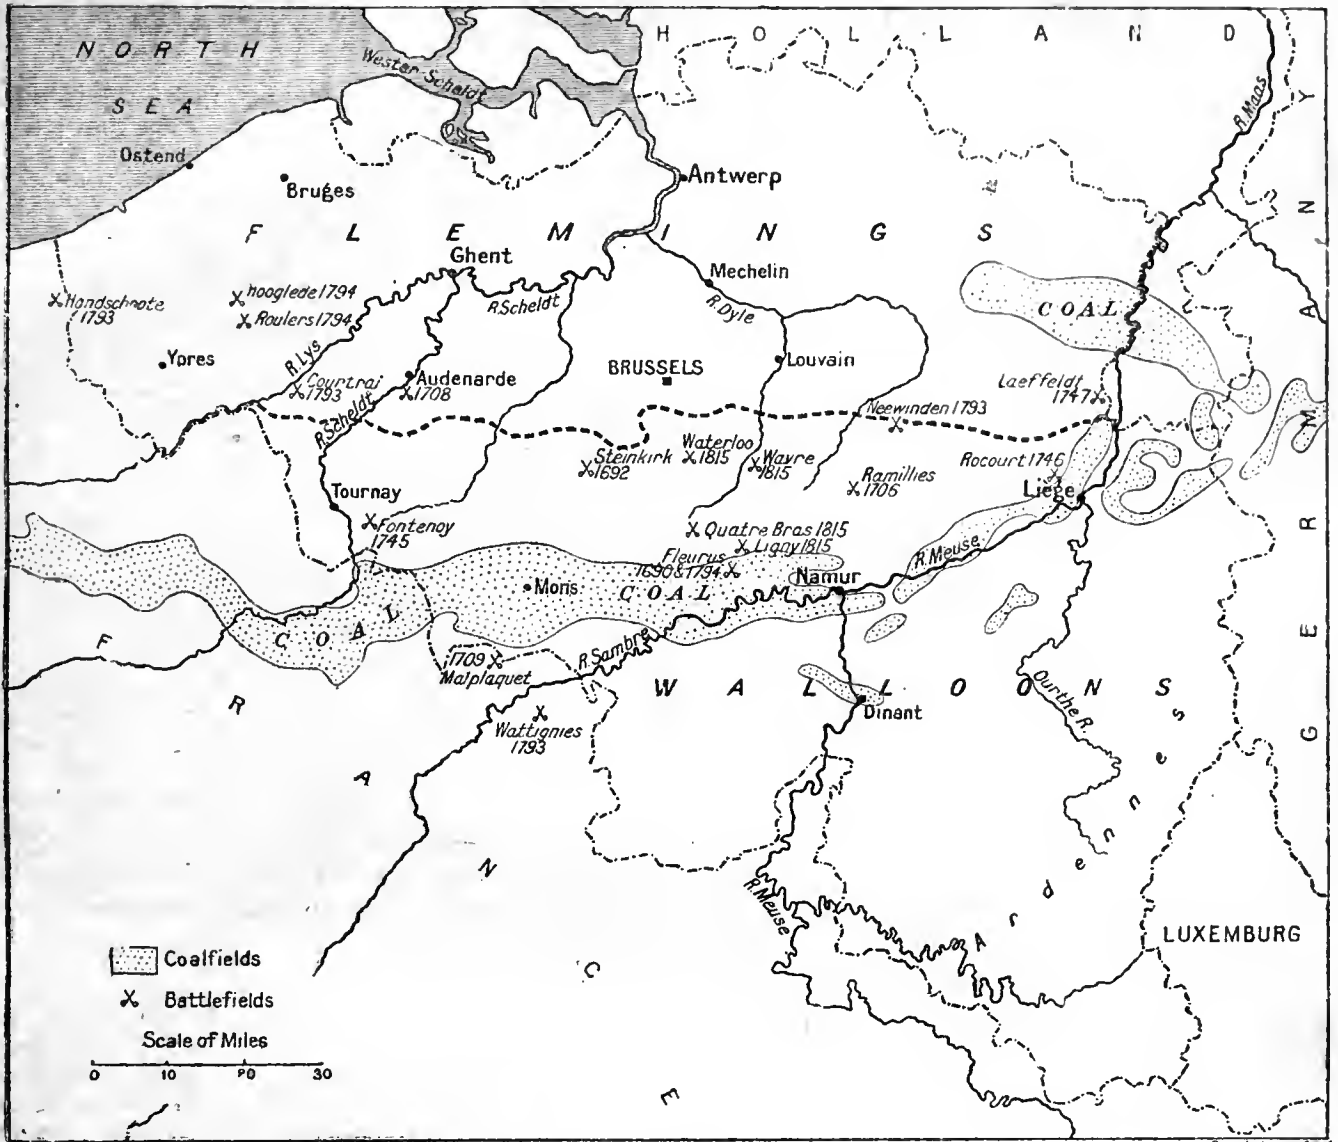 NORTH
SEA
HOLLAND
Wester Scheldt
R. Maas
Ostend
Bruges
Antwerp
FLEMINGS
GERMANY
Ghent
Mechelin
R. Scheldt
R. Dyle
Hondschoote
1793
Hooglede 1794
Roulers 1794
COAL
Ypres
R. Lys
Courtrai
1793
Audenarde
1708
BRUSSELS
Louvain
Laeffeldt
1747
R. Scheldt
Neewinden 1793
Steinkirk
1692
Waterloo
1815
Wavre
1815
Ramillies
1706
Rocourt 1746
Liége
Tournay
Fontenoy
1745
Quatre Bras 1815
Ligny 1815
Fleurus
1690 & 1794
R. Meuse
Namur
Mons
COAL
COAL
FRANCE
R. Sambre
1709
Malplaquet
WALLOONS
Ourthe R.
Dinant
Wattignies
1793
Ardennes
R. Meuse
LUXEMBURG
Coalfields
Battlefields
Scale of Miles
0 10 20 30